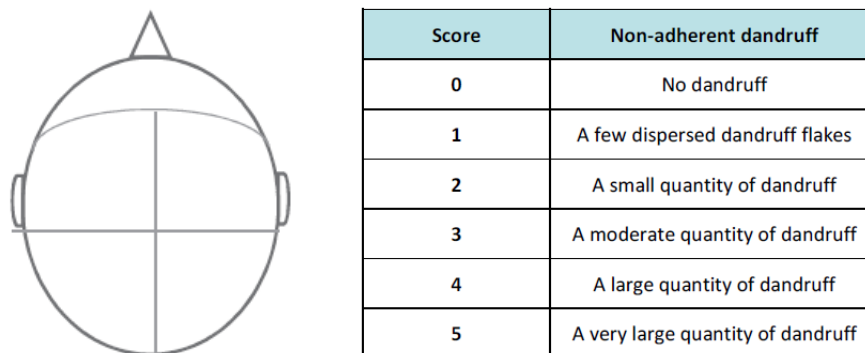 Score Non-adherent dandruff
0 No dandruff
1 A few dispersed dandruff flakes
2 A small quantity of dandruff
3 A moderate quantity of dandruff
4 A large quantity of dandruff
5 A very large quantity of dandruff